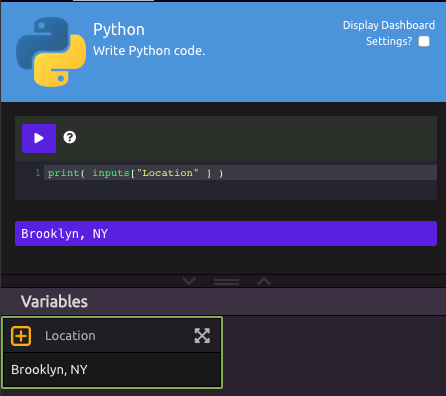 Python
Write Python code.
Display Dashboard
Settings?
?
1 print( inputs["Location" ] )
Brooklyn, NY
Variables
Location
Brooklyn, NY